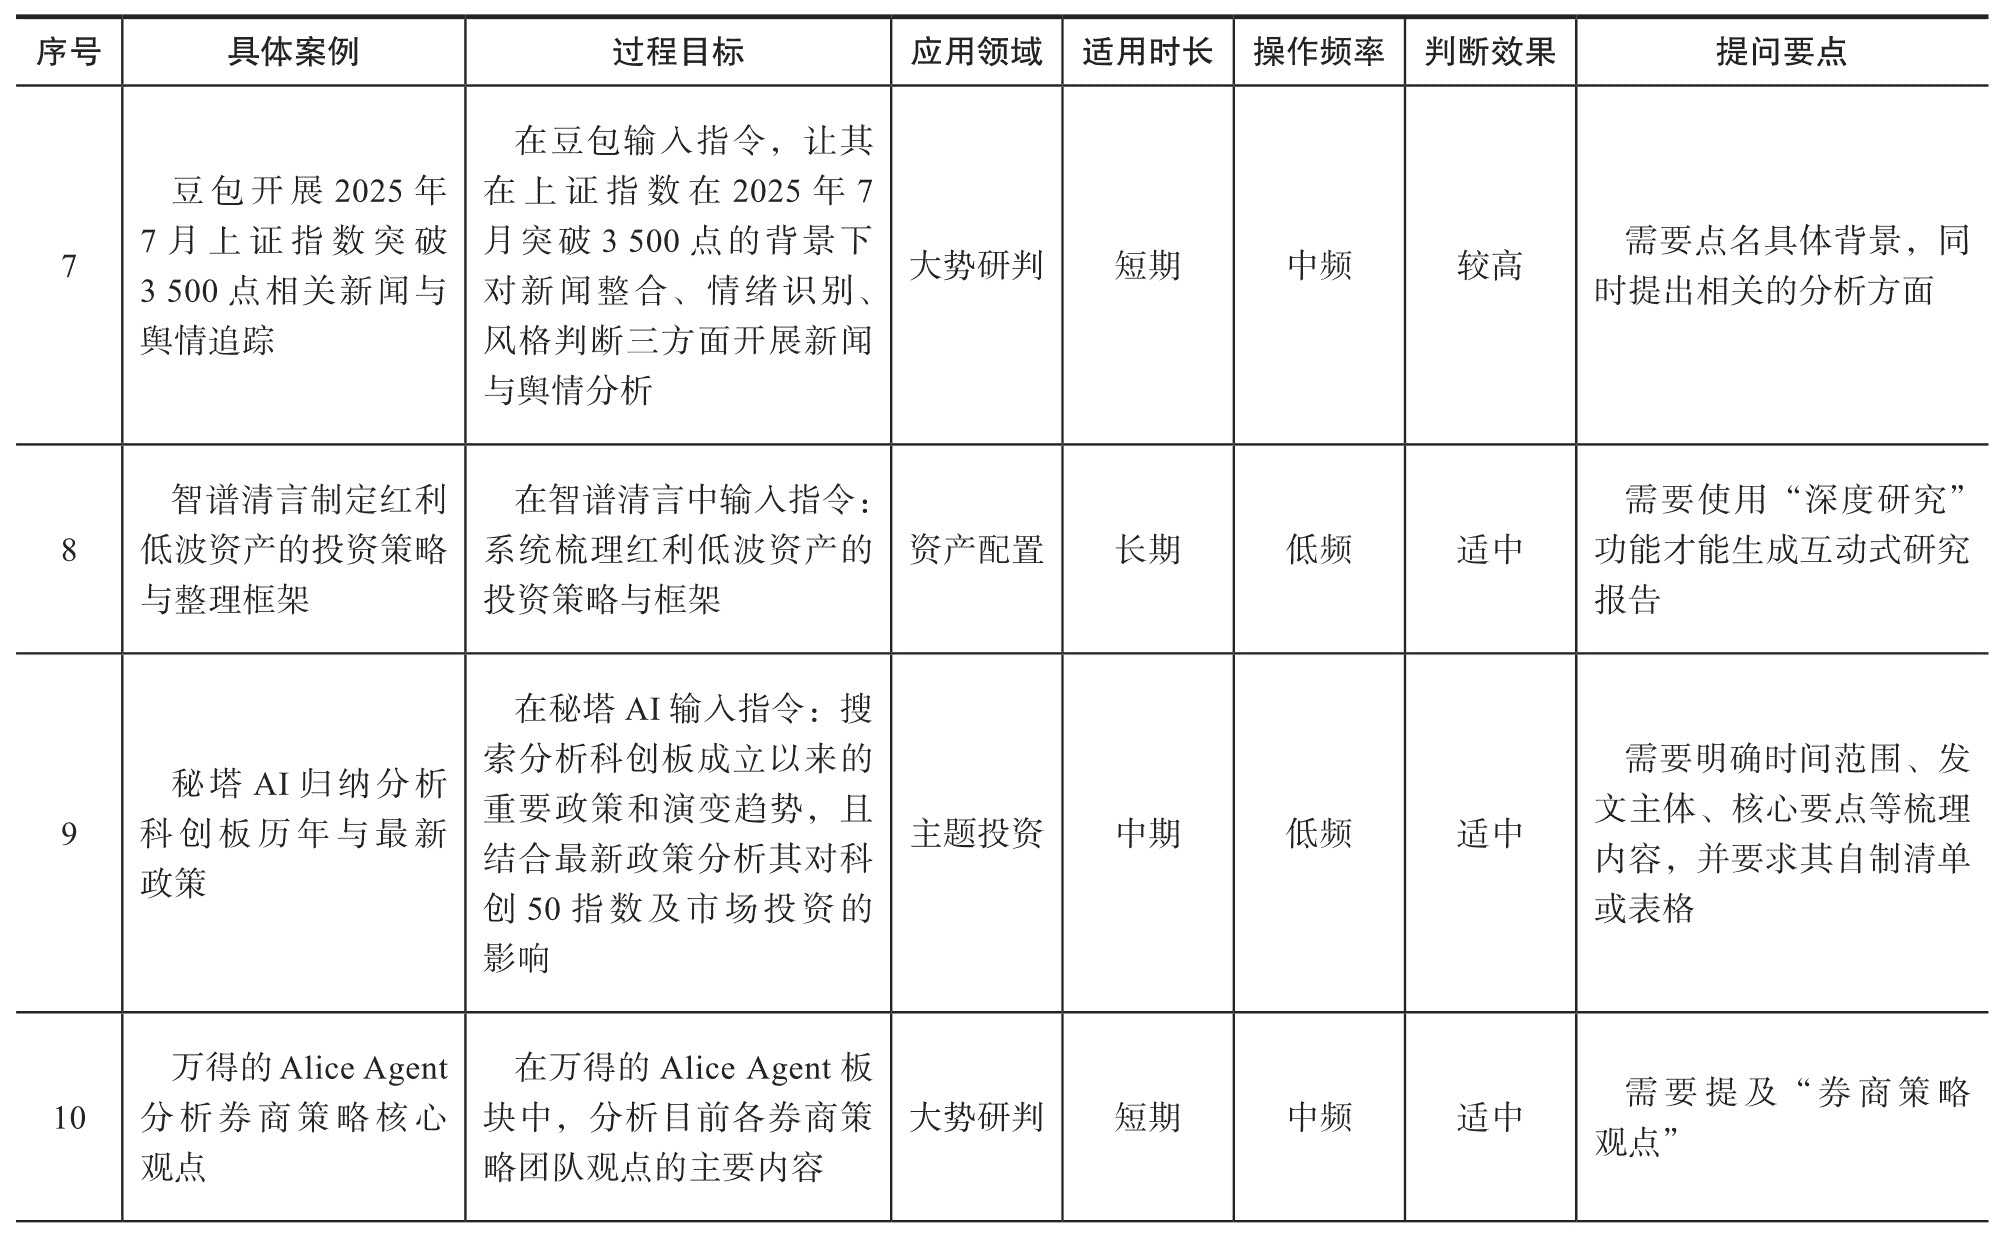 序号 具体案例 过程目标 应用领域 适用时长 操作频率 判断效果 提问要点
7
豆包开展2025年
7月上证指数突破
3 500点相关新闻与
舆情追踪
在豆包输入指令，让其
在上证指数在2025年7
月突破3 500点的背景下
对新闻整合、情绪识别、
风格判断三方面开展新闻
与舆情分析
大势研判
短期
中频
较高
需要点名具体背景，同
时提出相关的分析方面
8
智谱清言制定红利
低波资产的投资策略
与整理框架
在智谱清言中输入指令：
系统梳理红利低波资产的
投资策略与框架
资产配置
长期
低频
适中
需要使用“深度研究”
功能才能生成互动式研究
报告
9
秘塔AI归纳分析
科创板历年与最新
政策
在秘塔AI输入指令：搜
索分析科创板成立以来的
重要政策和演变趋势，且
结合最新政策分析其对科
创50指数及市场投资的
影响
主题投资
中期
低频
适中
需要明确时间范围、发
文主体、核心要点等梳理
内容，并要求其自制清单
或表格
10
万得的Alice Agent
分析券商策略核心
观点
在万得的Alice Agent板
块中，分析目前各券商策
略团队观点的主要内容
大势研判
短期
中频
适中
需要提及“券商策略
观点”